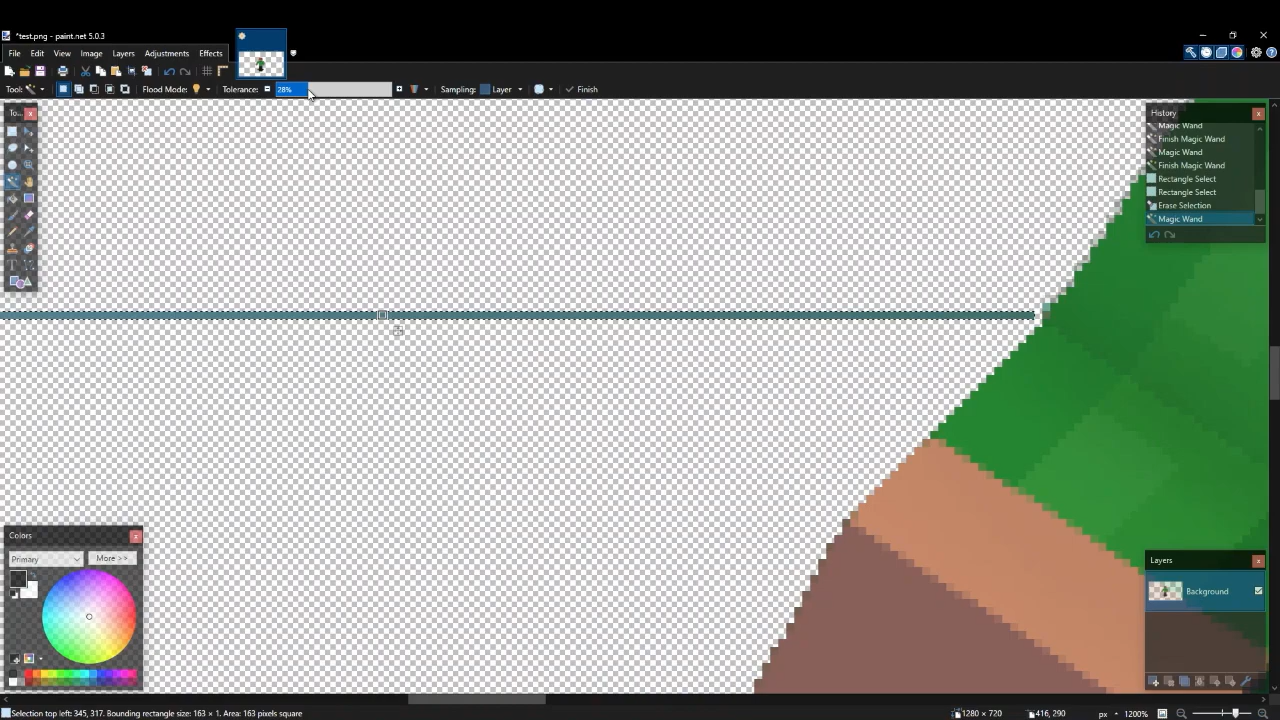 *test.png - paint.net 5.0.3
File Edit View Image Layers Adjustments Effects
Tool: Flood Mode: Tolerance: 28% Sampling: Layer Finish
To...
History
Magic Wand
Finish Magic Wand
Magic Wand
Finish Magic Wand
Rectangle Select
Rectangle Select
Erase Selection
Magic Wand
Colors
Primary More >>
Layers
Background
Selection top left: 345, 317. Bounding rectangle size: 163 × 1. Area: 163 pixels square 1280 × 720 416, 290 px 1200%